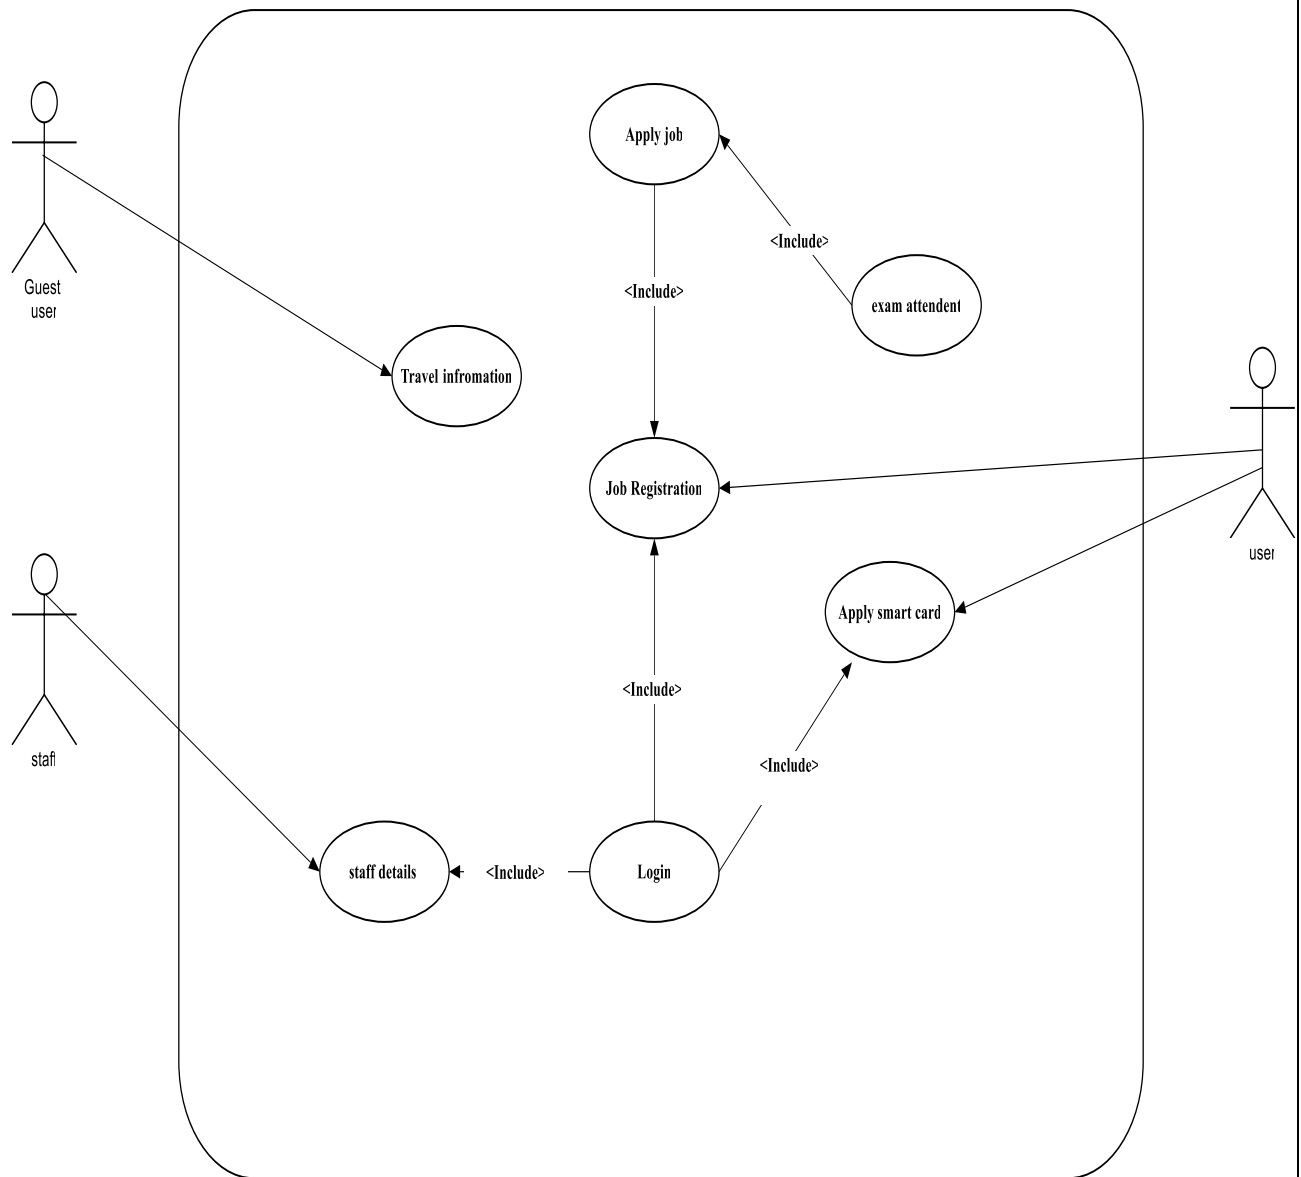 Apply job
<Include>
exam attendent
Guest
user
<Include>
Travel infromation
Job Registration
user
Apply smart card
<Include>
staff
<Include>
staff details
<Include>
Login